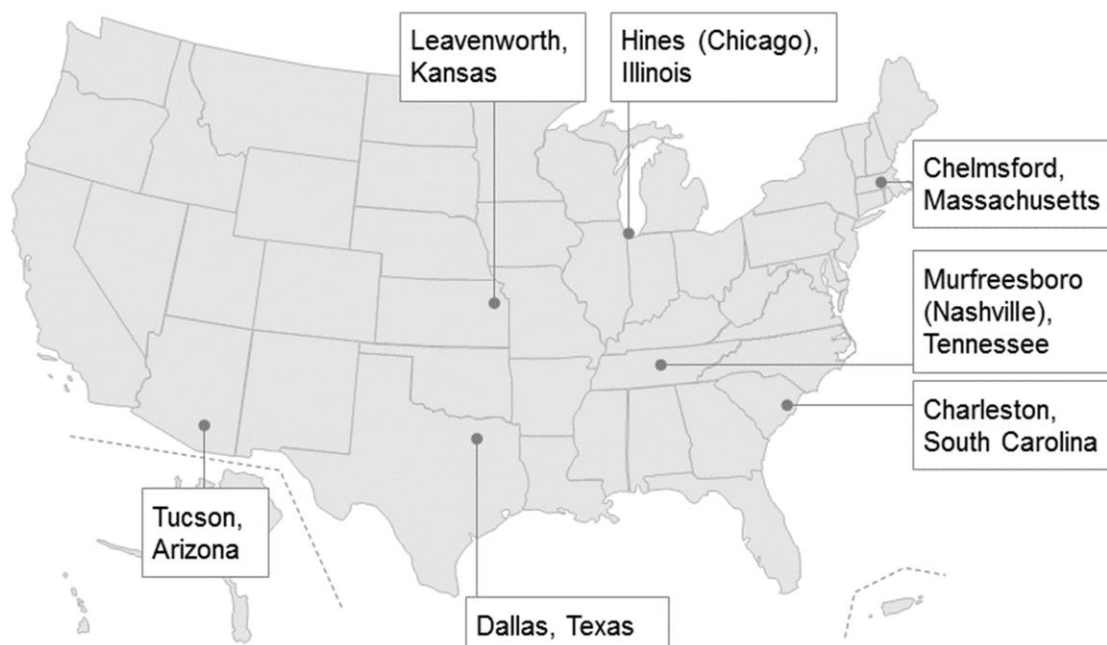 Leavenworth,
Kansas
Hines (Chicago),
Illinois
Chelmsford,
Massachusetts
Murfreesboro
(Nashville),
Tennessee
Charleston,
South Carolina
Tucson,
Arizona
Dallas, Texas